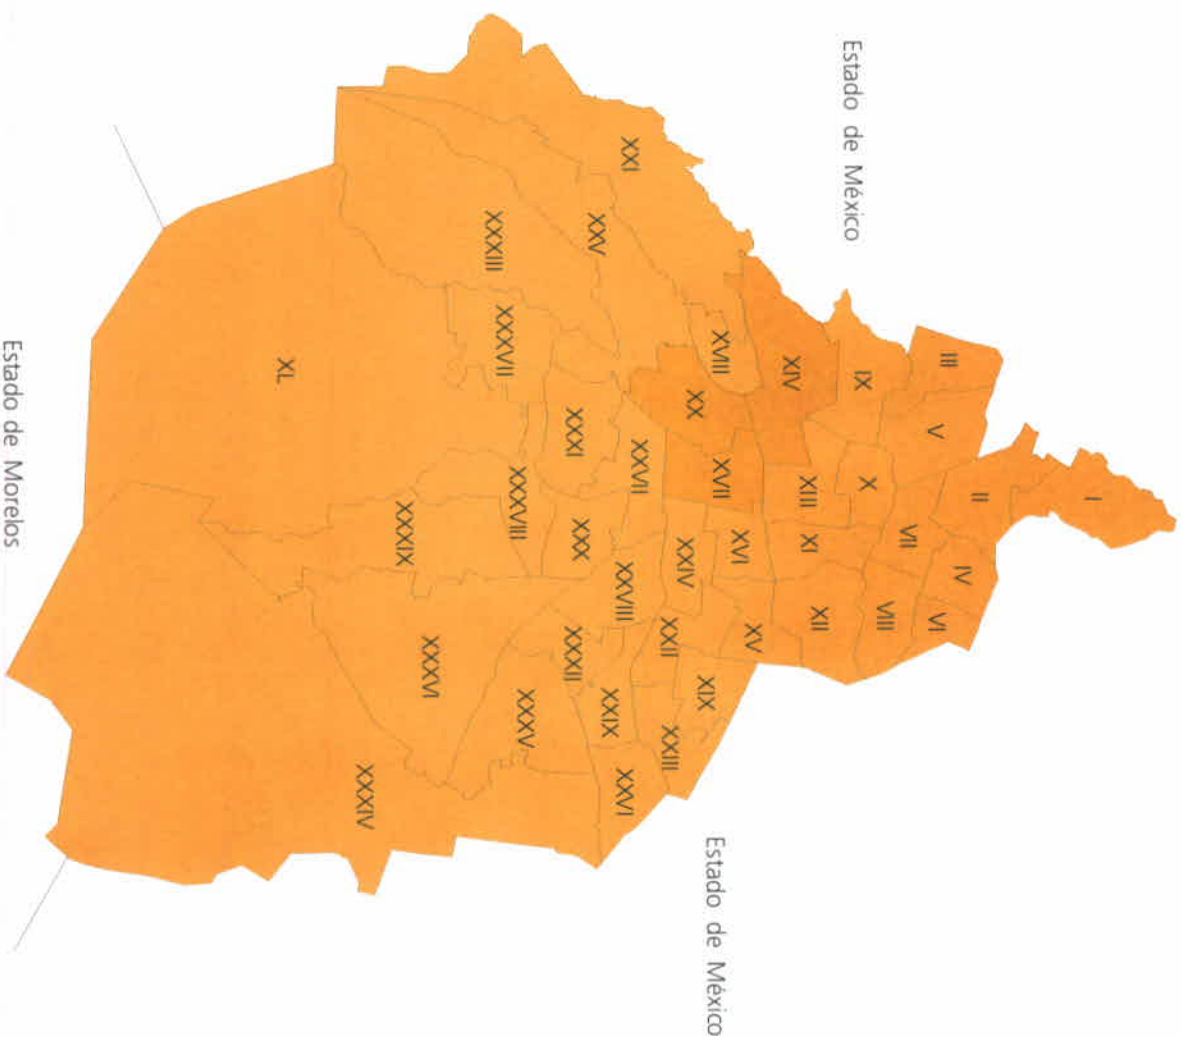 I
II
IV
III
VI
V
VII
VIII
X
IX
Estado de México
XII
XI
XIII
XIV
XV
XVI
XVIII
XVII
Estado de México
XIX
XX
XXIV
XXII
XXIII
XXVII
XXI
XXVIII
XXVI
XXIX
XXV
XXX
XXXI
XXXII
XXXV
XXXVIII
XXXVII
XXXIII
XXXVI
XXXIX
XXXIV
XL
Estado de Morelos